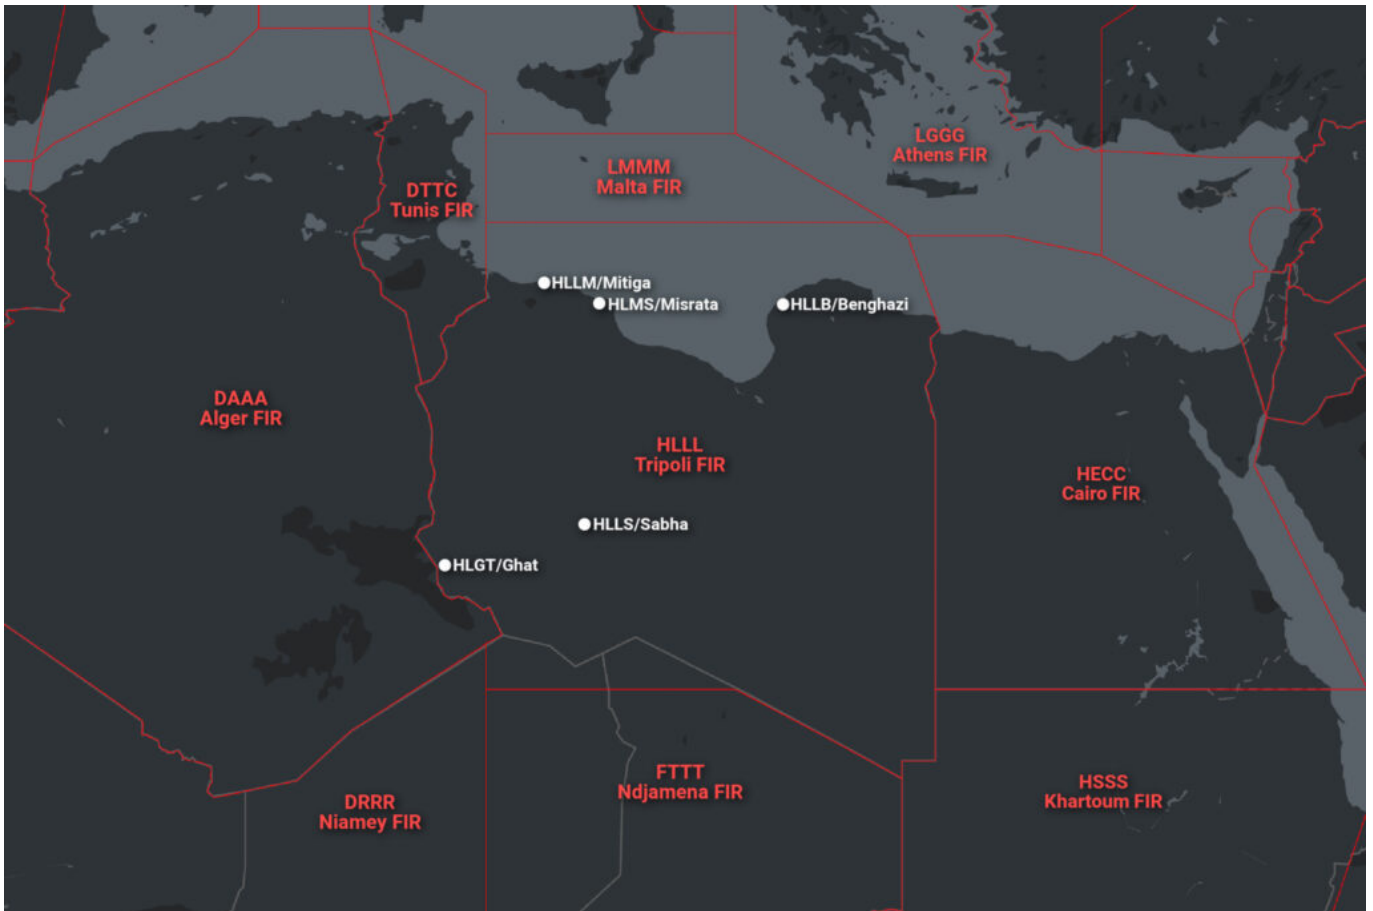 LGGG
Athens FIR
LMMM
Malta FIR
DTTC
Tunis FIR
HLLM/Mitiga
HLMS/Misrata
HLLB/Benghazi
DAAA
Alger FIR
HLLL
Tripoli FIR
HECC
Cairo FIR
HLLS/Sabha
HLGT/Ghat
FTTT
Ndjamena FIR
HSSS
Khartoum FIR
DRRR
Niamey FIR